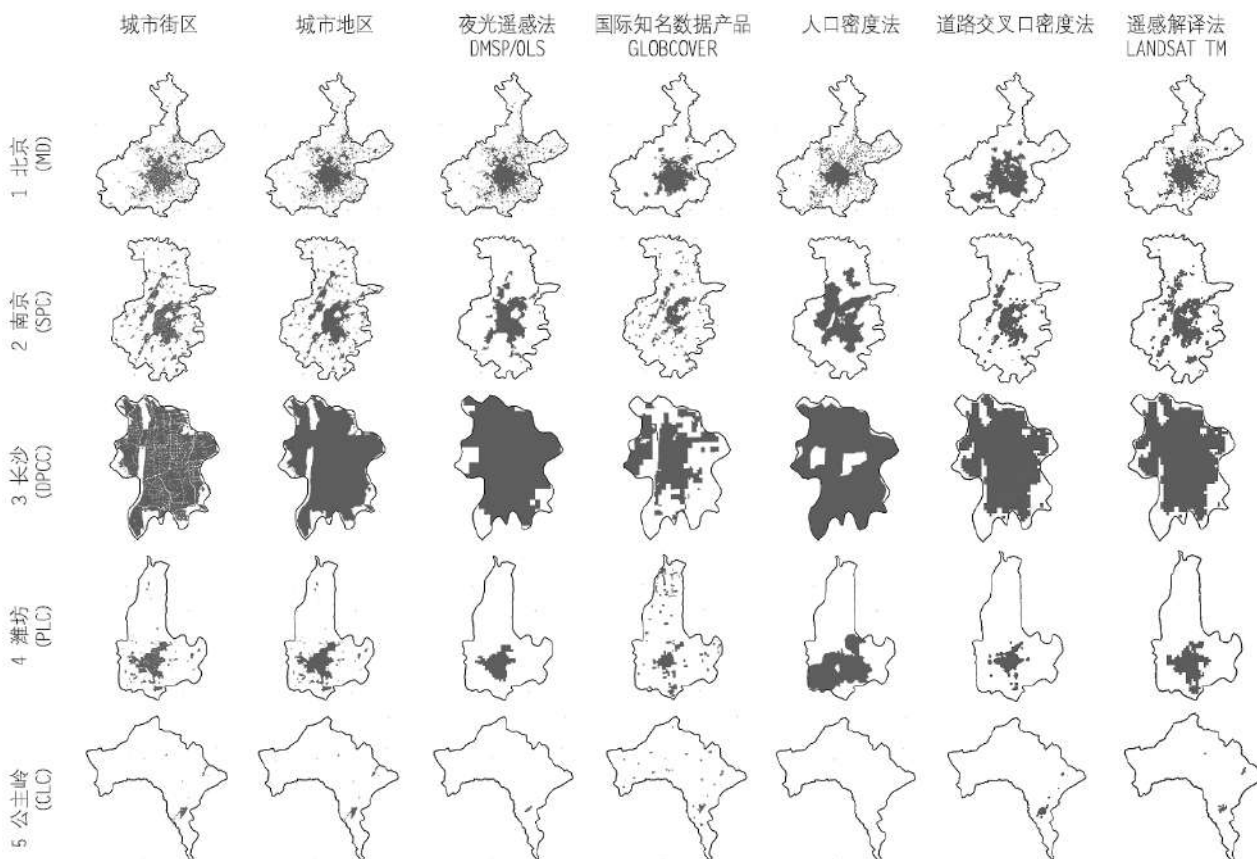 城市街区
城市地区
夜光遥感法
DMSP/OLS
国际知名数据产品
GLOBCOVER
人口密度法
道路交叉口密度法
遥感解译法
LANDSAT TM
1 北京
(MD)
2 南京
(SPC)
3 长沙
(DPCC)
4 潍坊
(PLC)
5 公主岭
(CLC)